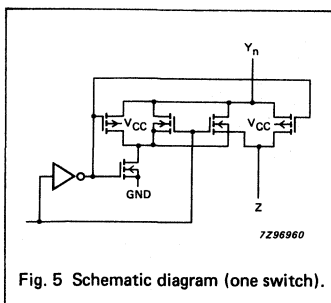 Yn
VCC
VCC
GND
Z
7Z96960
Fig. 5 Schematic diagram (one switch).